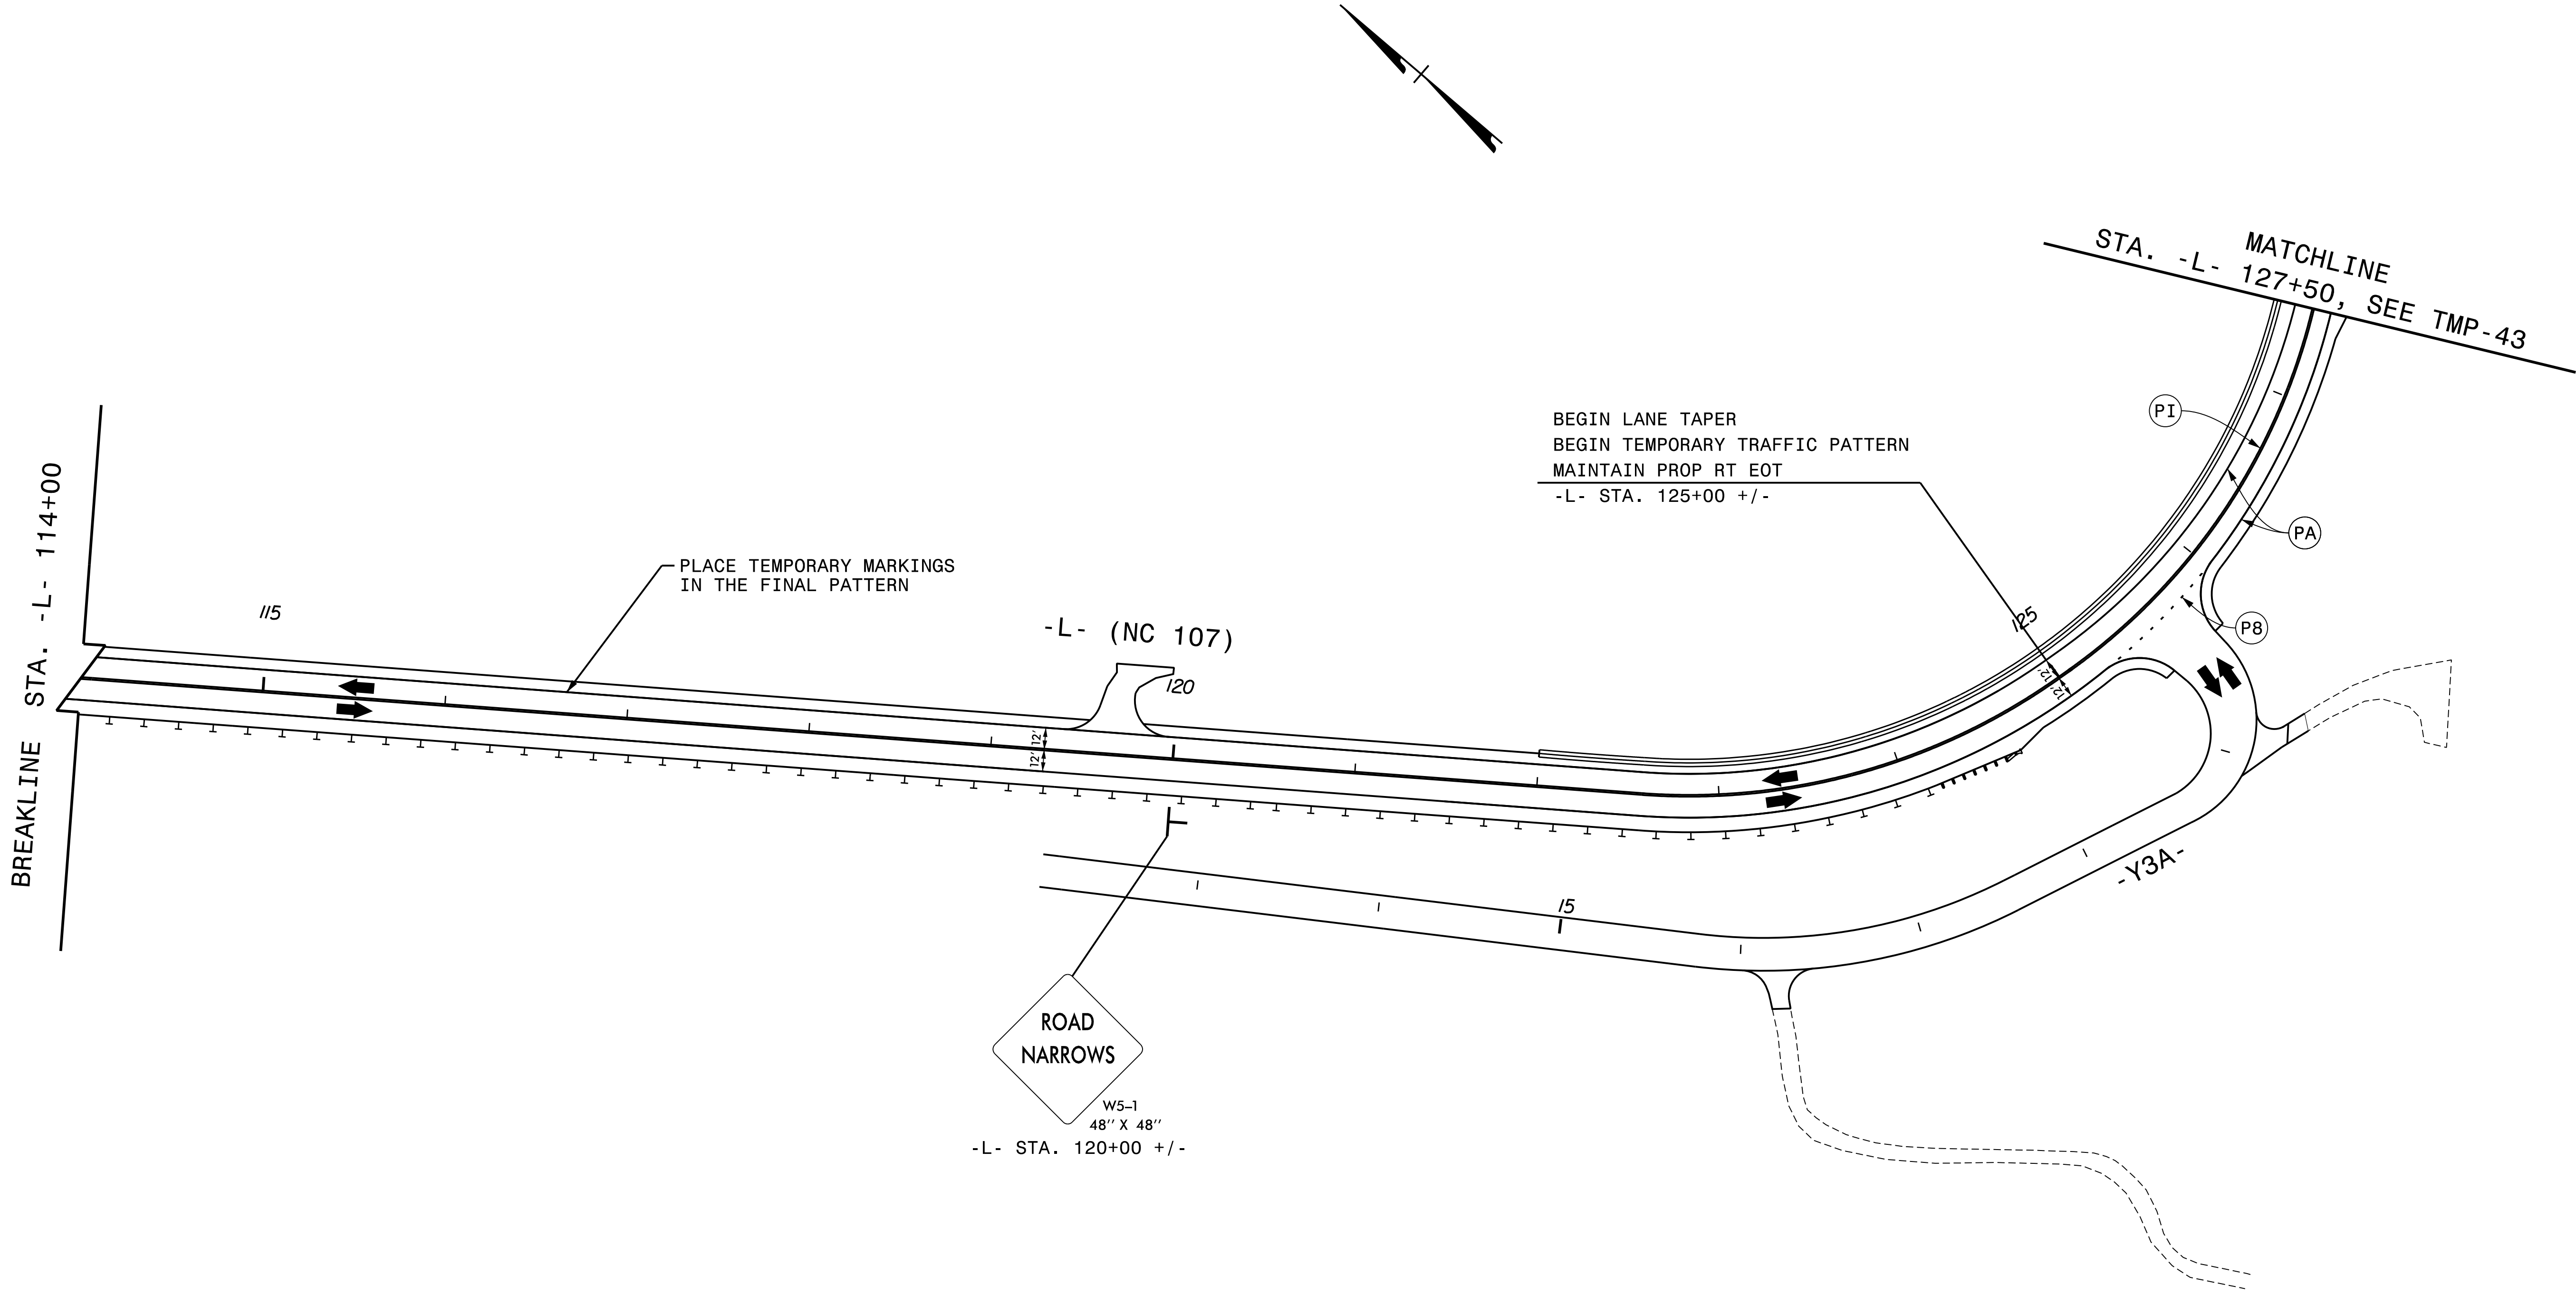 MATCHLINE
STA. -L- 127+50, SEE TMP-43
PI
BEGIN LANE TAPER
BEGIN TEMPORARY TRAFFIC PATTERN
MAINTAIN PROP RT EOT
-L- STA. 125+00 +/-
PA
BREAKLINE STA. -L- 114+00
PLACE TEMPORARY MARKINGS
IN THE FINAL PATTERN
115
-L- (NC 107)
125
P8
120
12'
12'
12'
12'
-Y3A-
15
ROAD
NARROWS
W5-1
48" X 48"
-L- STA. 120+00 +/-